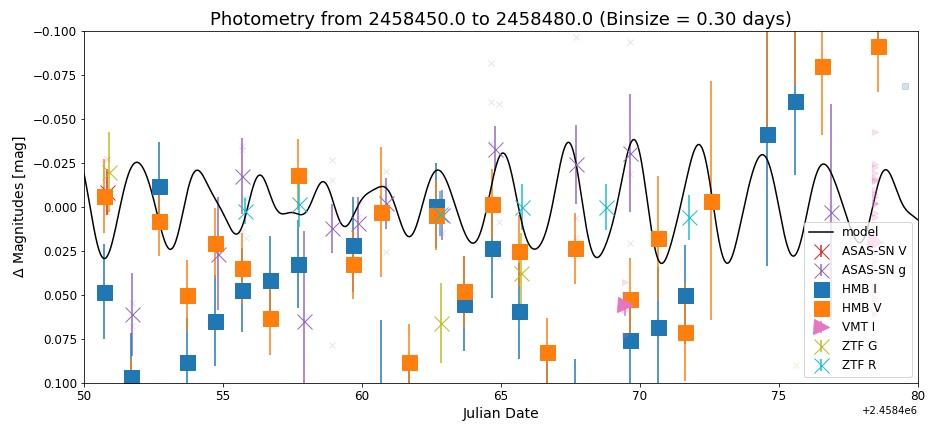 Photometry from 2458450.0 to 2458480.0 (Binsize = 0.30 days)
Δ Magnitudes [mag]
−0.100
−0.075
−0.050
−0.025
0.000
0.025
0.050
0.075
0.100
model
ASAS-SN V
ASAS-SN g
HMB I
HMB V
VMT I
ZTF G
ZTF R
50
55
60
65
70
75
80
Julian Date
+2.4584e6